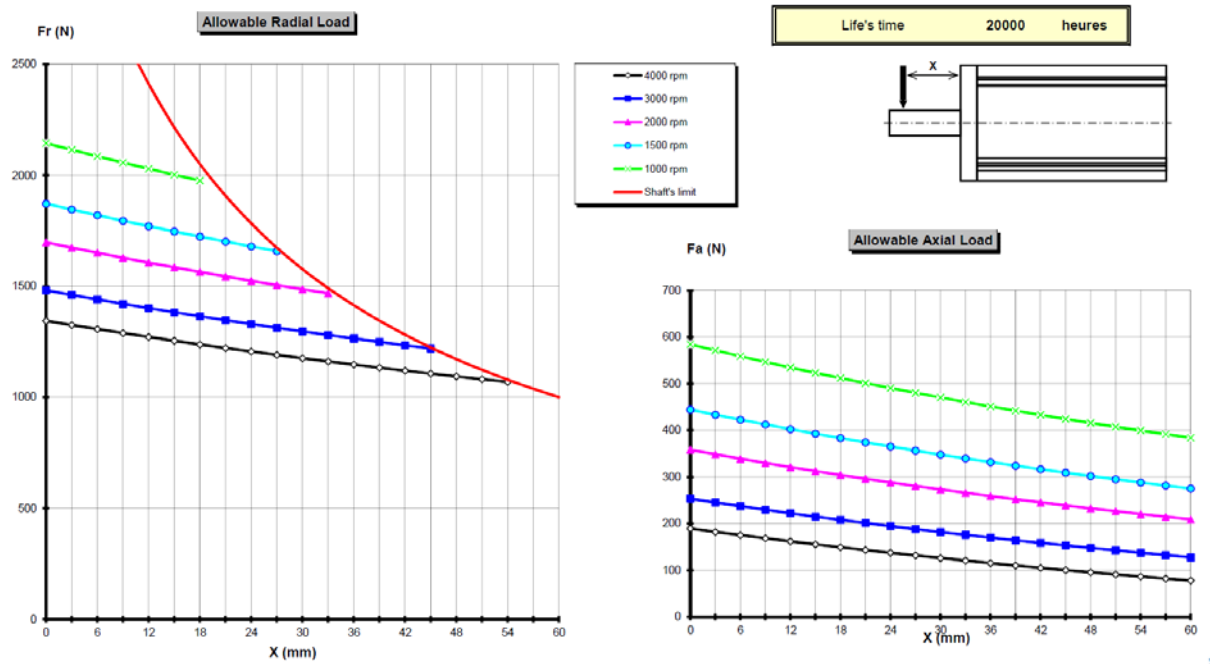 Allowable Radial Load
Fr (N)
2500
2000
1500
1000
500
0
0 6 12 18 24 30 36 42 48 54 60
X (mm)
4000 rpm
3000 rpm
2000 rpm
1500 rpm
1000 rpm
Shaft's limit
Life's time 20000 heures
X
Fa (N)
Allowable Axial Load
700
600
500
400
300
200
100
0
0 6 12 18 24 30 36 42 48 54 60
X (mm)